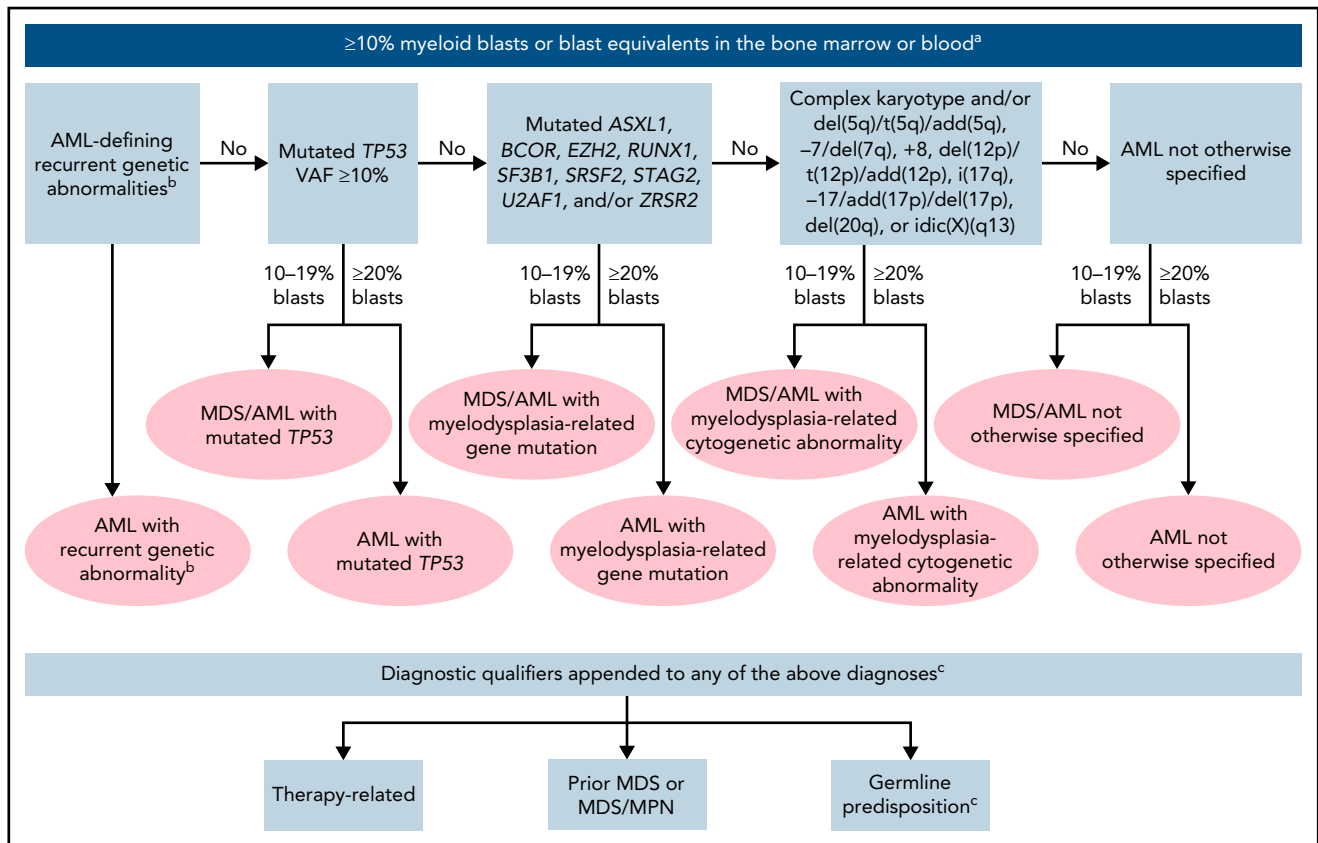 ≥10% myeloid blasts or blast equivalents in the bone marrow or bloodᵃ
AML-defining
recurrent genetic
abnormalitiesᵇ
No
Mutated TP53
VAF ≥10%
No
Mutated ASXL1,
BCOR, EZH2, RUNX1,
SF3B1, SRSF2, STAG2,
U2AF1, and/or ZRSR2
No
Complex karyotype and/or
del(5q)/t(5q)/add(5q),
–7/del(7q), +8, del(12p)/
t(12p)/add(12p), i(17q),
–17/add(17p)/del(17p),
del(20q), or idic(X)(q13)
No
AML not otherwise
specified
10–19%
blasts
≥20%
blasts
10–19%
blasts
≥20%
blasts
10–19%
blasts
≥20%
blasts
10–19%
blasts
≥20%
blasts
MDS/AML with
mutated TP53
MDS/AML with
myelodysplasia-related
gene mutation
MDS/AML with
myelodysplasia-related
cytogenetic abnormality
MDS/AML not
otherwise specified
AML with
recurrent genetic
abnormalityᵇ
AML with
mutated TP53
AML with
myelodysplasia-related
gene mutation
AML with
myelodysplasia-
related cytogenetic
abnormality
AML not
otherwise specified
Diagnostic qualifiers appended to any of the above diagnosesᶜ
Therapy-related
Prior MDS or
MDS/MPN
Germline
predispositionᶜ